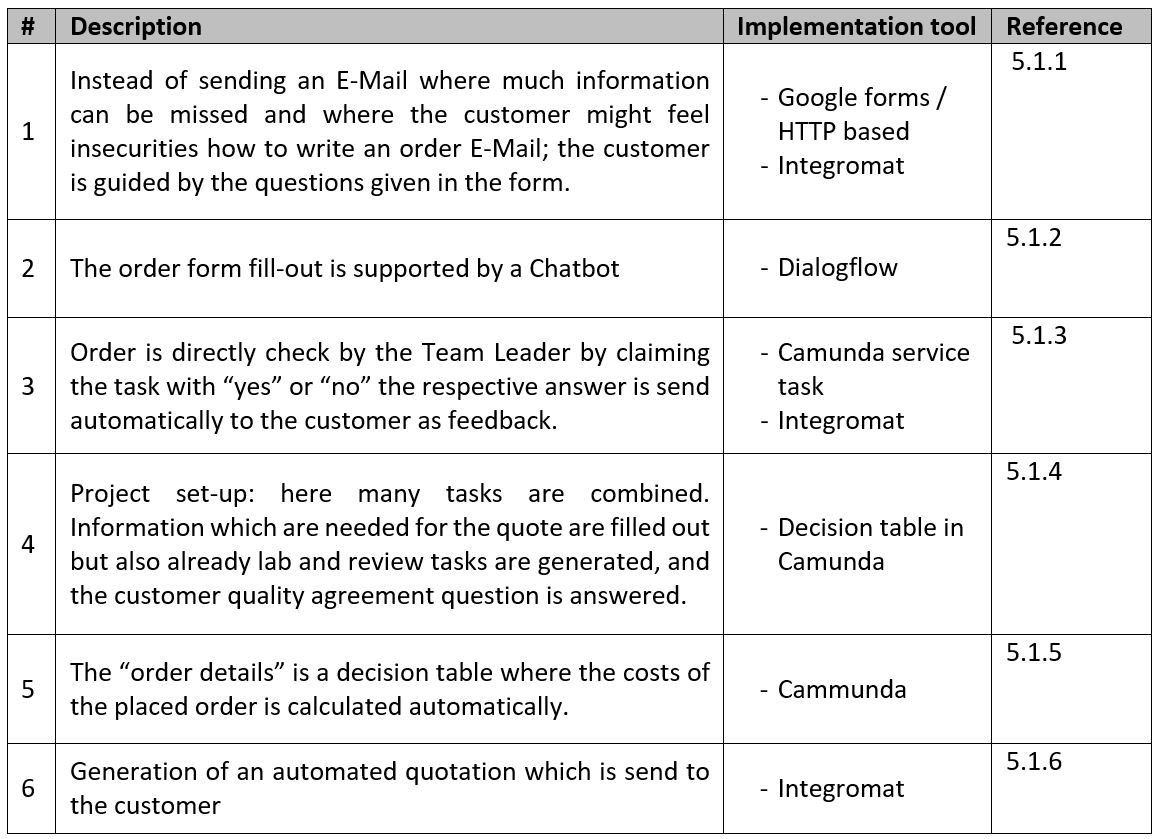 # Description Implementation tool Reference
1
Instead of sending an E-Mail where much information
can be missed and where the customer might feel
insecurities how to write an order E-Mail; the customer
is guided by the questions given in the form.
- Google forms /
HTTP based
- Integromat
5.1.1
2
The order form fill-out is supported by a Chatbot
- Dialogflow
5.1.2
3
Order is directly check by the Team Leader by claiming
the task with “yes” or “no” the respective answer is send
automatically to the customer as feedback.
- Camunda service
task
- Integromat
5.1.3
4
Project set-up: here many tasks are combined.
Information which are needed for the quote are filled out
but also already lab and review tasks are generated, and
the customer quality agreement question is answered.
- Decision table in
Camunda
5.1.4
5
The “order details” is a decision table where the costs of
the placed order is calculated automatically.
- Cammunda
5.1.5
6
Generation of an automated quotation which is send to
the customer
- Integromat
5.1.6